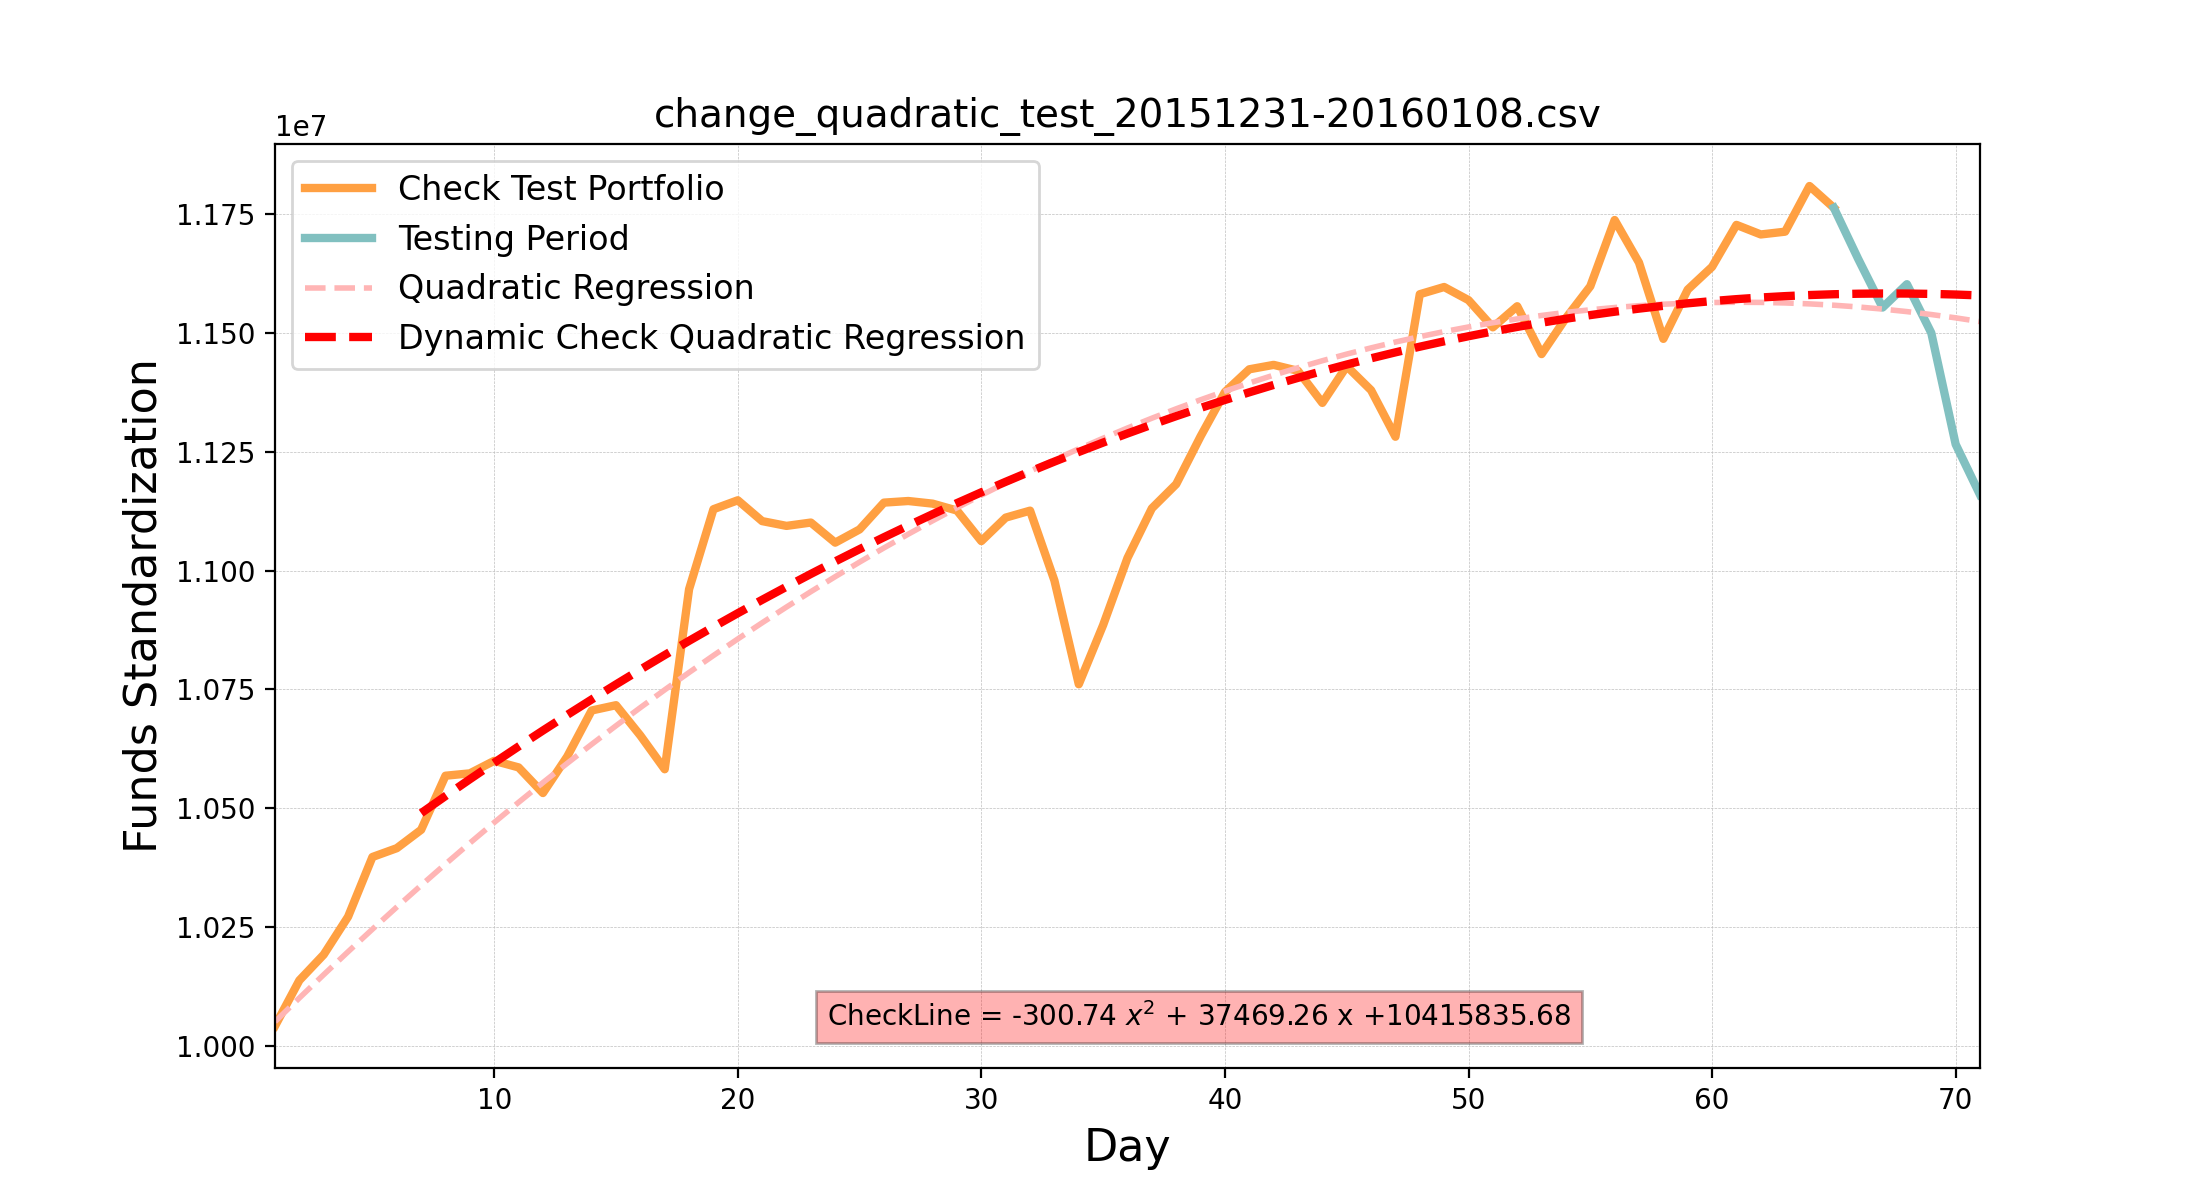 change_quadratic_test_20151231-20160108.csv
1e7
Check Test Portfolio
Testing Period
Quadratic Regression
Dynamic Check Quadratic Regression
1.175
1.150
1.125
1.100
1.075
1.050
1.025
1.000
Funds Standardization
CheckLine = -300.74 x² + 37469.26 x +10415835.68
10 20 30 40 50 60 70
Day